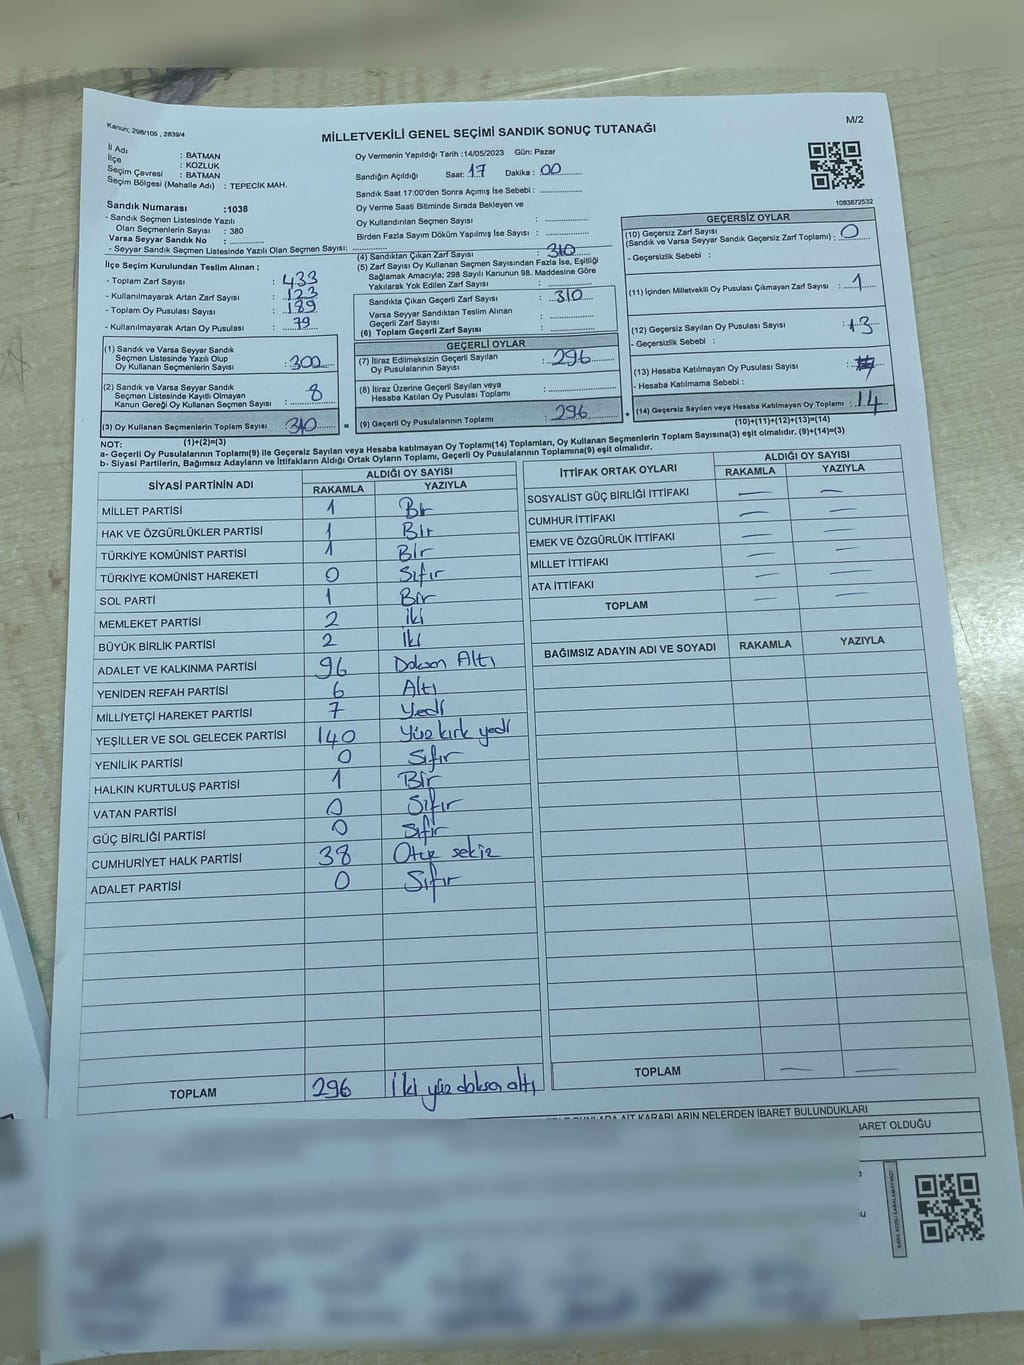 Kanun; 298/105 , 2839/4
M/2
MİLLETVEKİLİ GENEL SEÇİMİ SANDIK SONUÇ TUTANAĞI
İl Adı : BATMAN
İlçe : KOZLUK
Seçim Çevresi : BATMAN
Seçim Bölgesi (Mahalle Adı) : TEPECİK MAH.
Sandık Numarası :1038
- Sandık Seçmen Listesinde Yazılı
Olan Seçmenlerin Sayısı : 380
Varsa Seyyar Sandık No :
- Seyyar Sandık Seçmen Listesinde Yazılı Olan Seçmen Sayısı:
İlçe Seçim Kurulundan Teslim Alınan ;
- Toplam Zarf Sayısı : 433
- Kullanılmayarak Artan Zarf Sayısı : 123
- Toplam Oy Pusulası Sayısı :
- Kullanılmayarak Artan Oy Pusulası : 79
(1) Sandık ve Varsa Seyyar Sandık
Seçmen Listesinde Yazılı Olup
Oy Kullanan Seçmenlerin Sayısı : 300
(2) Sandık ve Varsa Seyyar Sandık
Seçmen Listesinde Kayıtlı Olmayan
Kanun Gereği Oy Kullanan Seçmen Sayısı : 8
(3) Oy Kullanan Seçmenlerin Toplam Sayısı : 310
(1)+(2)=(3)
Oy Vermenin Yapıldığı Tarih :14/05/2023 Gün: Pazar
Sandığın Açıldığı Saat: 17 Dakika : 00
Sandık Saat 17:00'den Sonra Açımış İse Sebebi :
Oy Verme Saati Bitiminde Sırada Bekleyen ve
Oy Kullandırılan Seçmen Sayısı :
Birden Fazla Sayım Döküm Yapılmış İse Sayısı :
(4) Sandıktan Çıkan Zarf Sayısı : 310
(5) Zarf Sayısı Oy Kullanan Seçmen Sayısından Fazla İse, Eşitliği
Sağlamak Amacıyla; 298 Sayılı Kanunun 98. Maddesine Göre
Yakılarak Yok Edilen Zarf Sayısı :
Sandıkta Çıkan Geçerli Zarf Sayısı : 310
Varsa Seyyar Sandıktan Teslim Alınan
Geçerli Zarf Sayısı :
(6) Toplam Geçerli Zarf Sayısı :
GEÇERLİ OYLAR
(7) İtiraz Edilmeksizin Geçerli Sayılan
Oy Pusulalarının Sayısı : 296
(8) İtiraz Üzerine Geçerli Sayılan veya
Hesaba Katılan Oy Pusulası Toplamı :
= (9) Geçerli Oy Pusulalarının Toplamı : 296 +
1083872532
GEÇERSİZ OYLAR
(10) Geçersiz Zarf Sayısı
(Sandık ve Varsa Seyyar Sandık Geçersiz Zarf Toplamı) : 0
- Geçersizlik Sebebi :
(11) İçinden Milletvekili Oy Pusulası Çıkmayan Zarf Sayısı : 1
(12) Geçersiz Sayılan Oy Pusulası Sayısı : 13
- Geçersizlik Sebebi :
(13) Hesaba Katılmayan Oy Pusulası Sayısı :
- Hesaba Katılmama Sebebi :
(14) Geçersiz Sayılan veya Hesaba Katılmayan Oy Toplamı : 14
(10)+(11)+(12)+(13)=(14)
NOT:
a- Geçerli Oy Pusulalarının Toplamı(9) ile Geçersiz Sayılan veya Hesaba katılmayan Oy Toplamı(14) Toplamları, Oy Kullanan Seçmenlerin Toplam Sayısına(3) eşit olmalıdır. (9)+(14)=(3)
b- Siyasi Partilerin, Bağımsız Adayların ve İttifakların Aldığı Ortak Oyların Toplamı, Geçerli Oy Pusulalarının Toplamına(9) eşit olmalıdır.
SİYASİ PARTİNİN ADI ALDIĞI OY SAYISI
RAKAMLA YAZIYLA
MİLLET PARTİSİ 1 Bir
HAK VE ÖZGÜRLÜKLER PARTİSİ 1 Bir
TÜRKİYE KOMÜNİST PARTİSİ 1 Bir
TÜRKİYE KOMÜNİST HAREKETİ 0 Sıfır
SOL PARTİ 1 Bir
MEMLEKET PARTİSİ 2 İki
BÜYÜK BİRLİK PARTİSİ 2 İki
ADALET VE KALKINMA PARTİSİ 96 Doksan Altı
YENİDEN REFAH PARTİSİ 6 Altı
MİLLİYETÇİ HAREKET PARTİSİ 7 Yedi
YEŞİLLER VE SOL GELECEK PARTİSİ 140 Yüz kırk yedi
YENİLİK PARTİSİ 0 Sıfır
HALKIN KURTULUŞ PARTİSİ 1 Bir
VATAN PARTİSİ 0 Sıfır
GÜÇ BİRLİĞİ PARTİSİ 0 Sıfır
CUMHURİYET HALK PARTİSİ 38 Otuz sekiz
ADALET PARTİSİ 0 Sıfır
TOPLAM 296 İki yüz doksan altı
İTTİFAK ORTAK OYLARI ALDIĞI OY SAYISI
RAKAMLA YAZIYLA
SOSYALİST GÜÇ BİRLİĞİ İTTİFAKI — —
CUMHUR İTTİFAKI — —
EMEK VE ÖZGÜRLÜK İTTİFAKI — —
MİLLET İTTİFAKI — —
ATA İTTİFAKI — —
TOPLAM — —
BAĞIMSIZ ADAYIN ADI VE SOYADI RAKAMLA YAZIYLA
TOPLAM — —
KARARLARIN NELERDEN İBARET BULUNDUKLARI
İBARET OLDUĞU